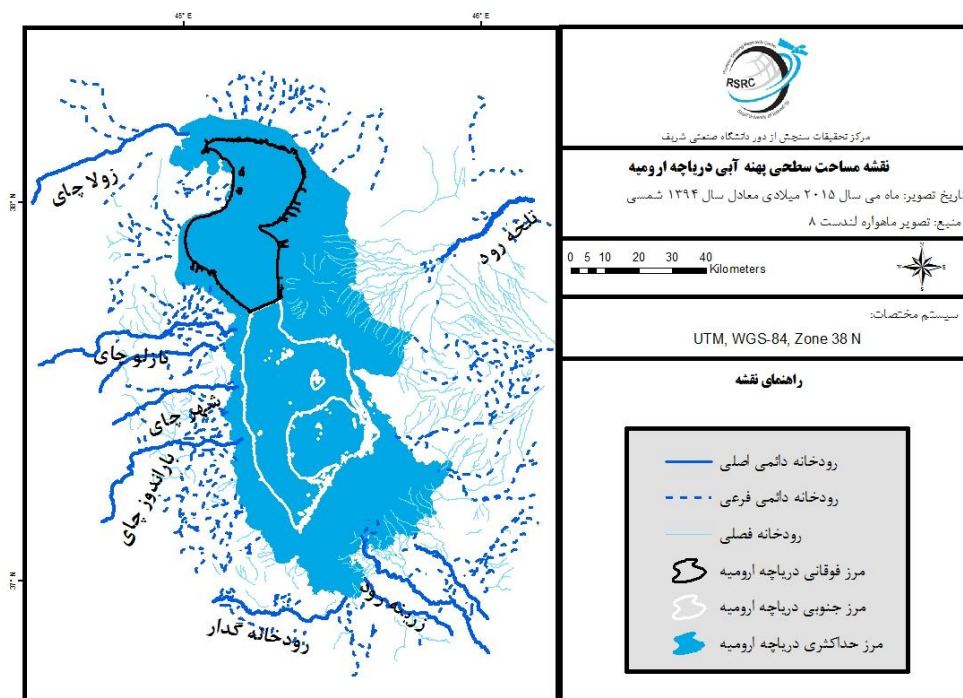 45° E
46° E
30' N
37° N
زولا چای
تلخه رود
نازلو چای
شهر چای
باراندوز چای
رودخانه گدار
زرینه رود
RSRC
مرکز تحقیقات سنجش از دور دانشگاه صنعتی شریف
نقشه مساحت سطحی پهنه آبی دریاچه ارومیه
تاریخ تصویر: ماه می سال ۲۰۱۵ میلادی معادل سال ۱۳۹۴ شمسی
منبع: تصویر ماهواره لندست ۸
0 5 10 20 30 40
Kilometers
سیستم مختصات:
UTM, WGS-84, Zone 38 N
راهنمای نقشه
رودخانه دائمی اصلی
رودخانه دائمی فرعی
رودخانه فصلی
مرز فوقانی دریاچه ارومیه
مرز جنوبی دریاچه ارومیه
مرز حداکثری دریاچه ارومیه